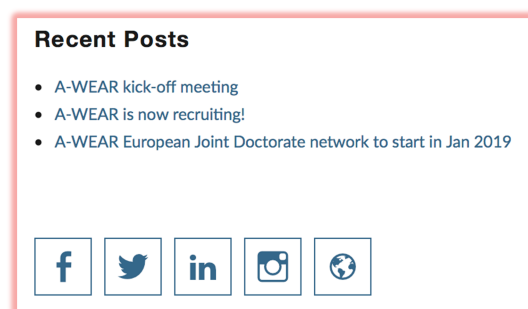 Recent Posts
A-WEAR kick-off meeting
A-WEAR is now recruiting!
A-WEAR European Joint Doctorate network to start in Jan 2019
f
in